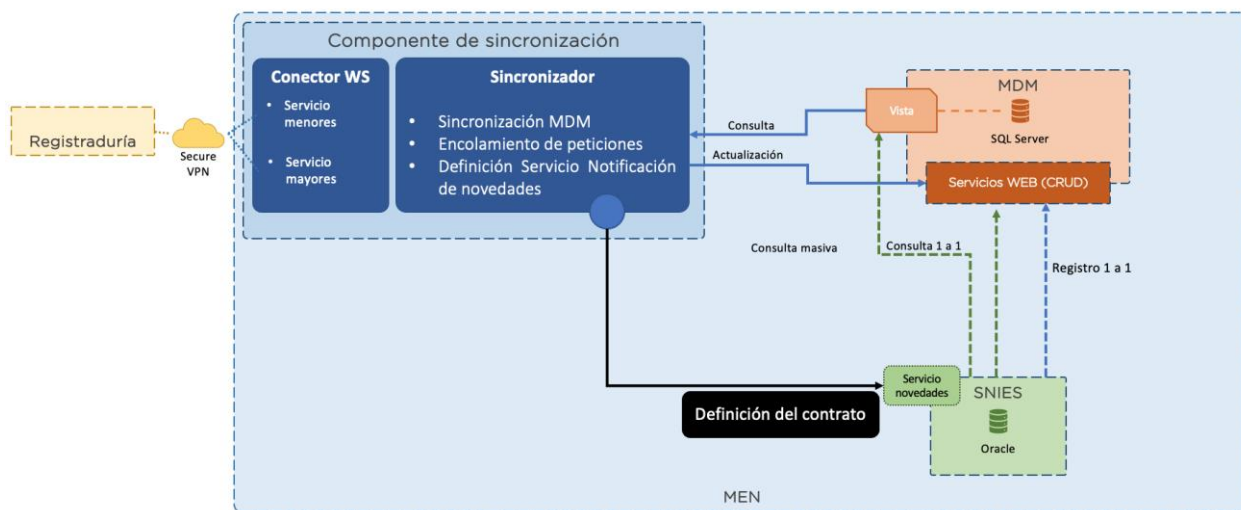 Componente de sincronización
Registraduría
Secure
VPN
Conector WS
• Servicio
menores
• Servicio
mayores
Sincronizador
• Sincronización MDM
• Encolamiento de peticiones
• Definición Servicio Notificación
de novedades
Consulta
Actualización
Vista
MDM
SQL Server
Servicios WEB (CRUD)
Consulta masiva
Consulta 1 a 1
Registro 1 a 1
Definición del contrato
Servicio
novedades
SNIES
Oracle
MEN